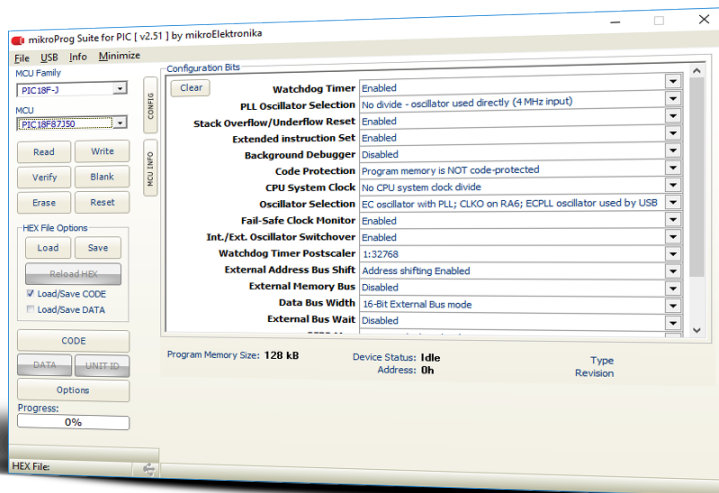 mikroProg Suite for PIC [ v2.51 ] by mikroElektronika
File USB Info Minimize
MCU Family
PIC18F-J
MCU
PIC18F87J50
Read Write
Verify Blank
Erase Reset
HEX File Options
Load Save
Reload HEX
Load/Save CODE
Load/Save DATA
CODE
DATA UNIT ID
Options
Progress:
0%
HEX File:
CONFIG
MCU INFO
Configuration Bits
Clear
Watchdog Timer Enabled
PLL Oscillator Selection No divide - oscillator used directly (4 MHz input)
Stack Overflow/Underflow Reset Enabled
Extended instruction Set Enabled
Background Debugger Disabled
Code Protection Program memory is NOT code-protected
CPU System Clock No CPU system clock divide
Oscillator Selection EC oscillator with PLL; CLKO on RA6; ECPLL oscillator used by USB
Fail-Safe Clock Monitor Enabled
Int./Ext. Oscillator Switchover Enabled
Watchdog Timer Postscaler 1:32768
External Address Bus Shift Address shifting Enabled
External Memory Bus Disabled
Data Bus Width 16-Bit External Bus mode
External Bus Wait Disabled
Program Memory Size: 128 kB
Device Status: Idle
Address: 0h
Type
Revision